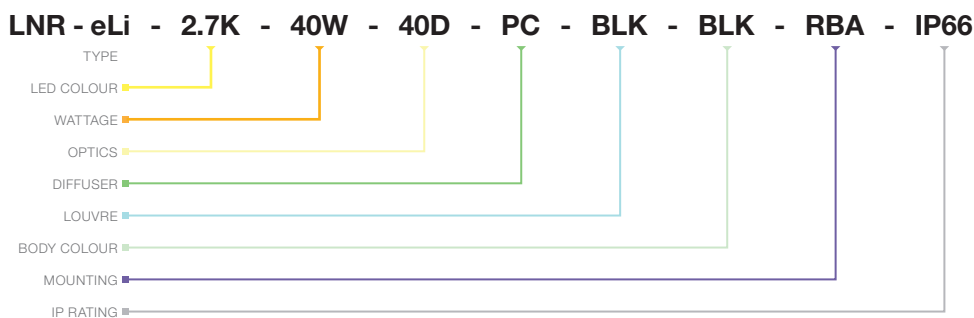 LNR - eLi - 2.7K - 40W - 40D - PC - BLK - BLK - RBA - IP66
TYPE
LED COLOUR
WATTAGE
OPTICS
DIFFUSER
LOUVRE
BODY COLOUR
MOUNTING
IP RATING